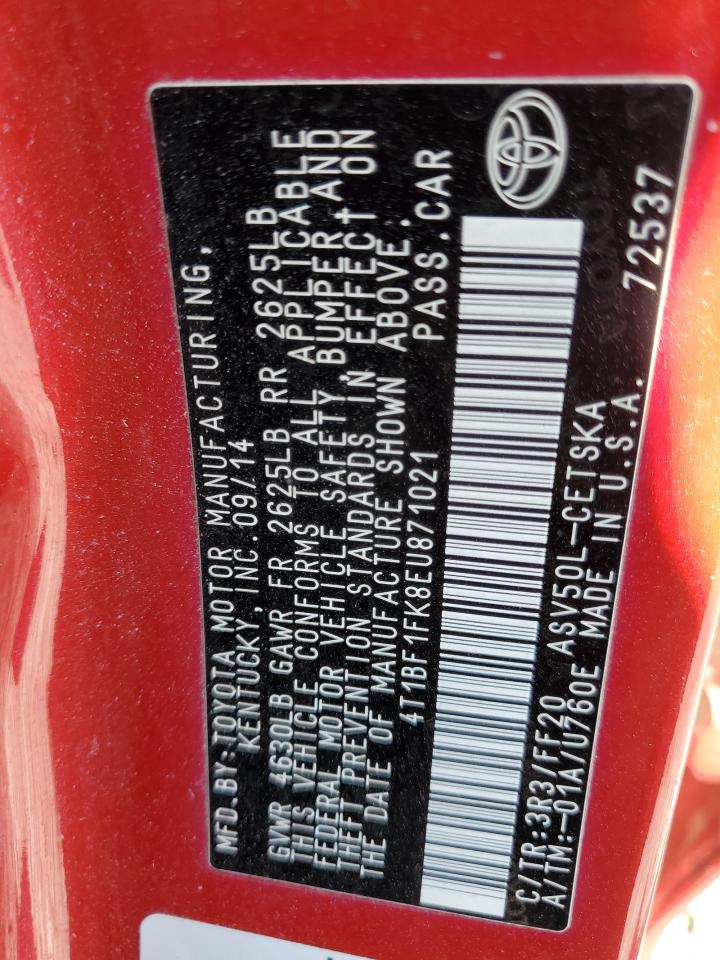 MFD.BY:TOYOTA MOTOR MANUFACTURING,
KENTUCKY, INC.09/14
GVWR 4630LB GAWR FR 2625LB RR 2625LB
THIS VEHICLE CONFORMS TO ALL APPLICABLE
FEDERAL MOTOR VEHICLE SAFETY, BUMPER, AND
THEFT PREVENTION STANDARDS IN EFFECT ON
THE DATE OF MANUFACTURE SHOWN ABOVE.
4T1BF1FK8EU871021 PASS.CAR
C/TR:3R3/FF20 ASV50L-CETSKA
A/TM:-01A/U760E MADE IN U.S.A. 72537